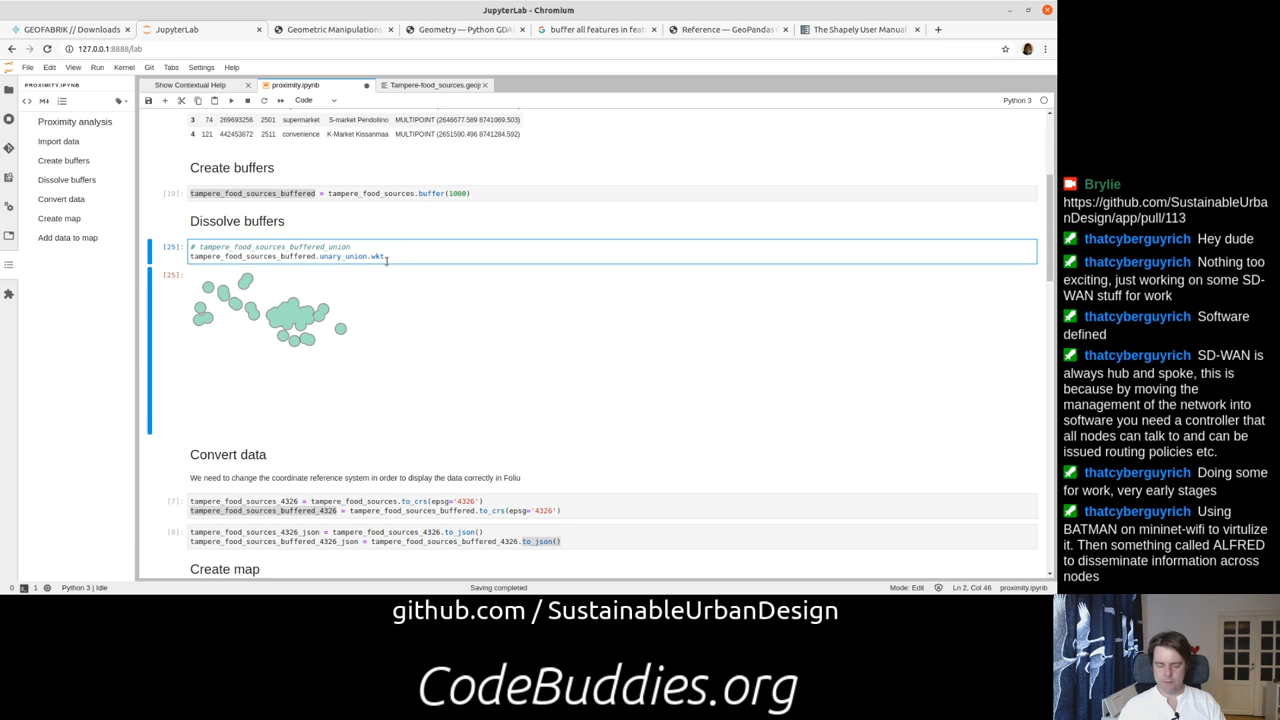 JupyterLab - Chromium
GEOFABRIK // Downloads
JupyterLab
Geometric Manipulations
Geometry — Python GDA
buffer all features in fea
Reference — GeoPandas
The Shapely User Manual
127.0.0.1:8888/lab
File Edit View Run Kernel Git Tabs Settings Help
PROXIMITY.IPYNB
Show Contextual Help
proximity.ipynb
Tampere-food_sources.geojs
Code
Python 3
Proximity analysis
Import data
Create buffers
Dissolve buffers
Convert data
Create map
Add data to map
3 74 269693256 2501 supermarket S-market Pendoliino MULTIPOINT (2646677.589 8741069.503)
4 121 442453872 2511 convenience K-Market Kissanmaa MULTIPOINT (2651590.496 8741284.592)
Create buffers
[19]: tampere_food_sources_buffered = tampere_food_sources.buffer(1000)
Dissolve buffers
[25]: # tampere_food_sources_buffered_union
tampere_food_sources_buffered.unary_union.wkt
[25]:
Convert data
We need to change the coordinate reference system in order to display the data correctly in Foliu
[7]: tampere_food_sources_4326 = tampere_food_sources.to_crs(epsg='4326')
tampere_food_sources_buffered_4326 = tampere_food_sources_buffered.to_crs(epsg='4326')
[8]: tampere_food_sources_4326_json = tampere_food_sources_4326.to_json()
tampere_food_sources_buffered_4326_json = tampere_food_sources_buffered_4326.to_json()
Create map
0 1 Python 3 | Idle
Saving completed
Mode: Edit
Ln 2, Col 46
proximity.ipynb
Brylie
https://github.com/SustainableUrba
nDesign/app/pull/113
thatcyberguyrich Hey dude
thatcyberguyrich Nothing too
exciting, just working on some SD-
WAN stuff for work
thatcyberguyrich Software
defined
thatcyberguyrich SD-WAN is
always hub and spoke, this is
because by moving the
management of the network into
software you need a controller that
all nodes can talk to and can be
issued routing policies etc.
thatcyberguyrich Doing some
for work, very early stages
thatcyberguyrich Using
BATMAN on mininet-wifi to virtulize
it. Then something called ALFRED
to disseminate information across
nodes
github.com / SustainableUrbanDesign
CodeBuddies.org